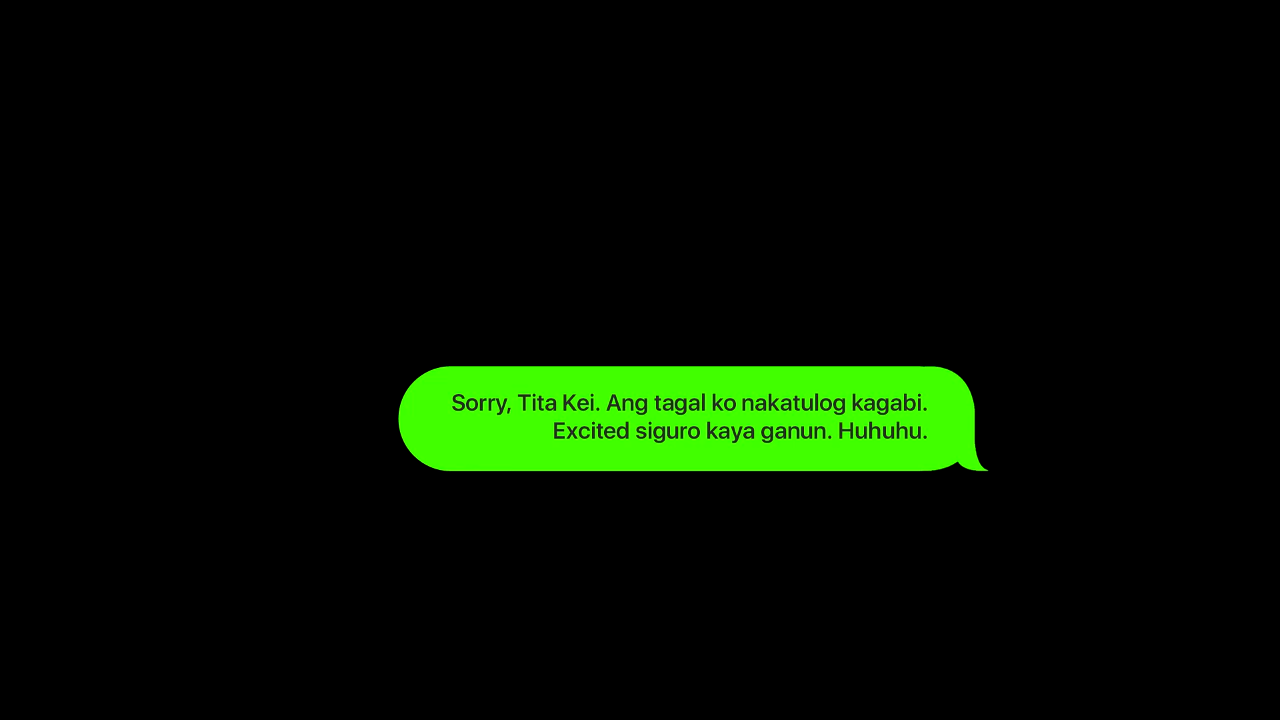 Sorry, Tita Kei. Ang tagal ko nakatulog kagabi.
Excited siguro kaya ganun. Huhuhu.